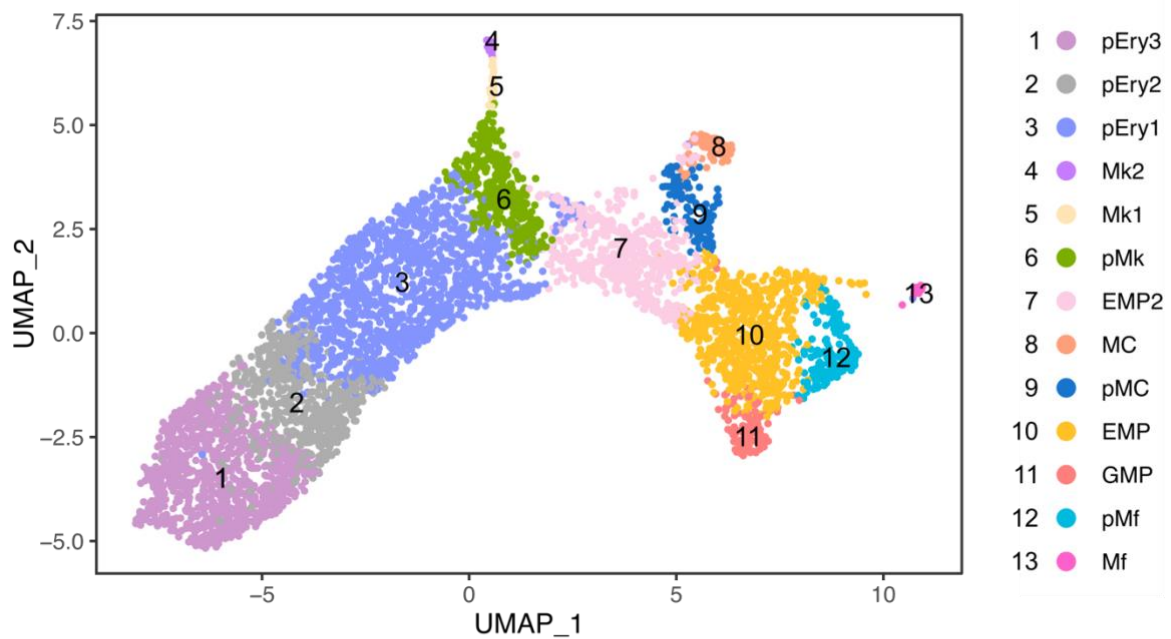 7.5
5.0
2.5
0.0
−2.5
−5.0
UMAP_2
−5
0
5
10
UMAP_1
4
5
8
6
9
7
3
13
10
12
2
11
1
1 pEry3
2 pEry2
3 pEry1
4 Mk2
5 Mk1
6 pMk
7 EMP2
8 MC
9 pMC
10 EMP
11 GMP
12 pMf
13 Mf